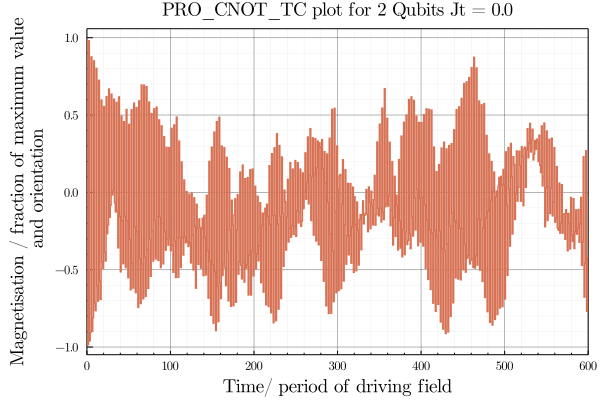 PRO_CNOT_TC plot for 2 Qubits Jt = 0.0
Magnetisation / fraction of maximum value
and orientation
1.0
0.5
0.0
−0.5
−1.0
0 100 200 300 400 500 600
Time/ period of driving field